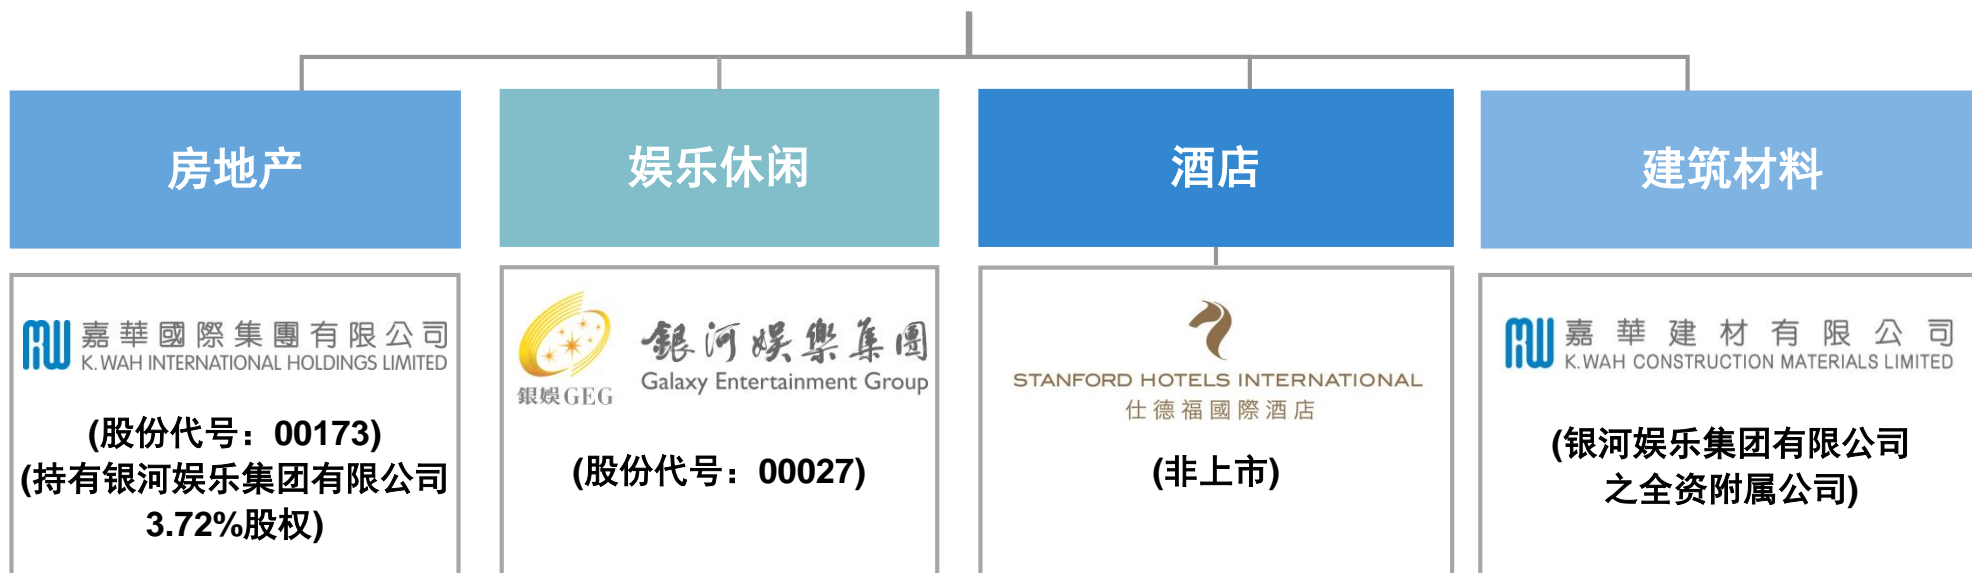 房地产
娱乐休闲
酒店
建筑材料
嘉華國際集團有限公司
K. WAH INTERNATIONAL HOLDINGS LIMITED
(股份代号：00173)
(持有银河娱乐集团有限公司
3.72%股权)
銀娛GEG
銀河娛樂集團
Galaxy Entertainment Group
(股份代号：00027)
STANFORD HOTELS INTERNATIONAL
仕德福國際酒店
(非上市)
嘉華建材有限公司
K. WAH CONSTRUCTION MATERIALS LIMITED
(银河娱乐集团有限公司
之全资附属公司)